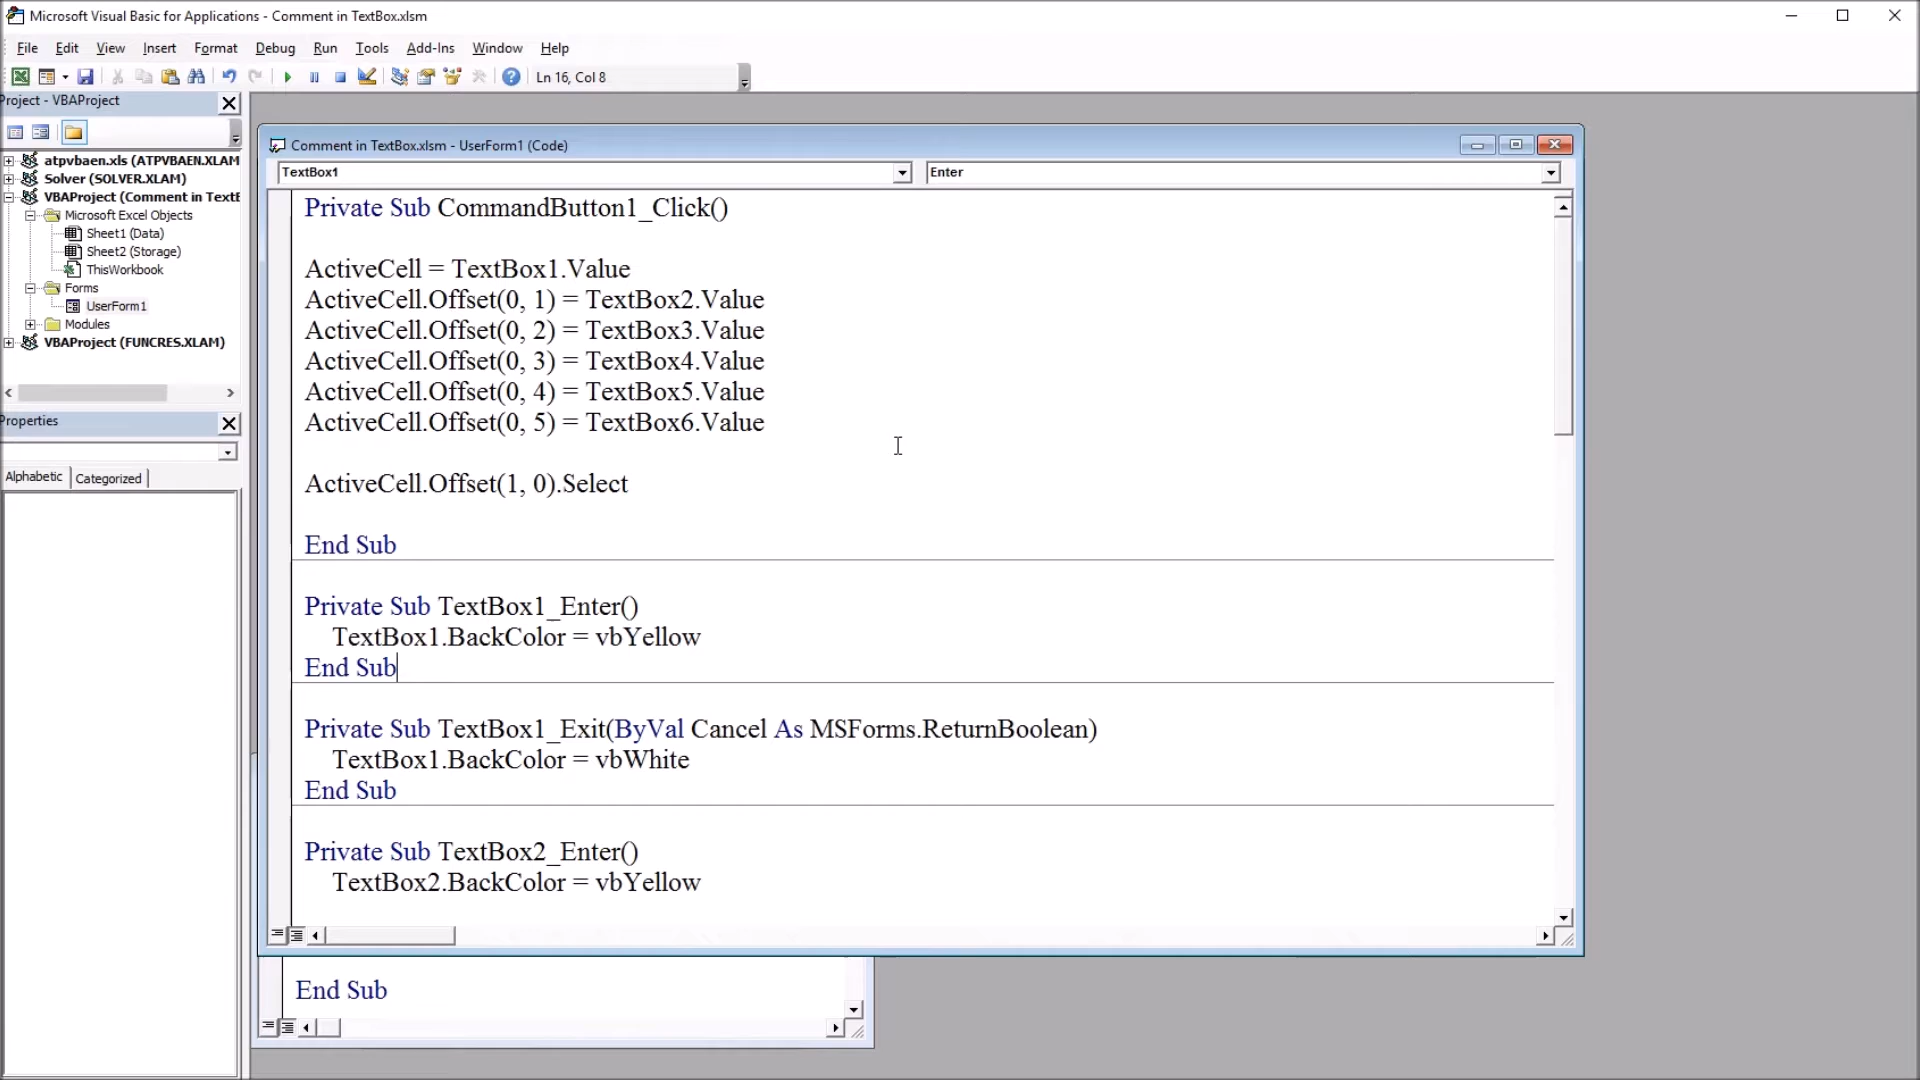 Microsoft Visual Basic for Applications - Comment in TextBox.xlsm
File Edit View Insert Format Debug Run Tools Add-Ins Window Help
Ln 16, Col 8
Project - VBAProject
atpvbaen.xls (ATPVBAEN.XLAM
Solver (SOLVER.XLAM)
VBAProject (Comment in TextB
Microsoft Excel Objects
Sheet1 (Data)
Sheet2 (Storage)
ThisWorkbook
Forms
UserForm1
Modules
VBAProject (FUNCRES.XLAM)
Properties
Alphabetic Categorized
Comment in TextBox.xlsm - UserForm1 (Code)
TextBox1 Enter
Private Sub CommandButton1_Click()
ActiveCell = TextBox1.Value
ActiveCell.Offset(0, 1) = TextBox2.Value
ActiveCell.Offset(0, 2) = TextBox3.Value
ActiveCell.Offset(0, 3) = TextBox4.Value
ActiveCell.Offset(0, 4) = TextBox5.Value
ActiveCell.Offset(0, 5) = TextBox6.Value
ActiveCell.Offset(1, 0).Select
End Sub
Private Sub TextBox1_Enter()
TextBox1.BackColor = vbYellow
End Sub
Private Sub TextBox1_Exit(ByVal Cancel As MSForms.ReturnBoolean)
TextBox1.BackColor = vbWhite
End Sub
Private Sub TextBox2_Enter()
TextBox2.BackColor = vbYellow
End Sub